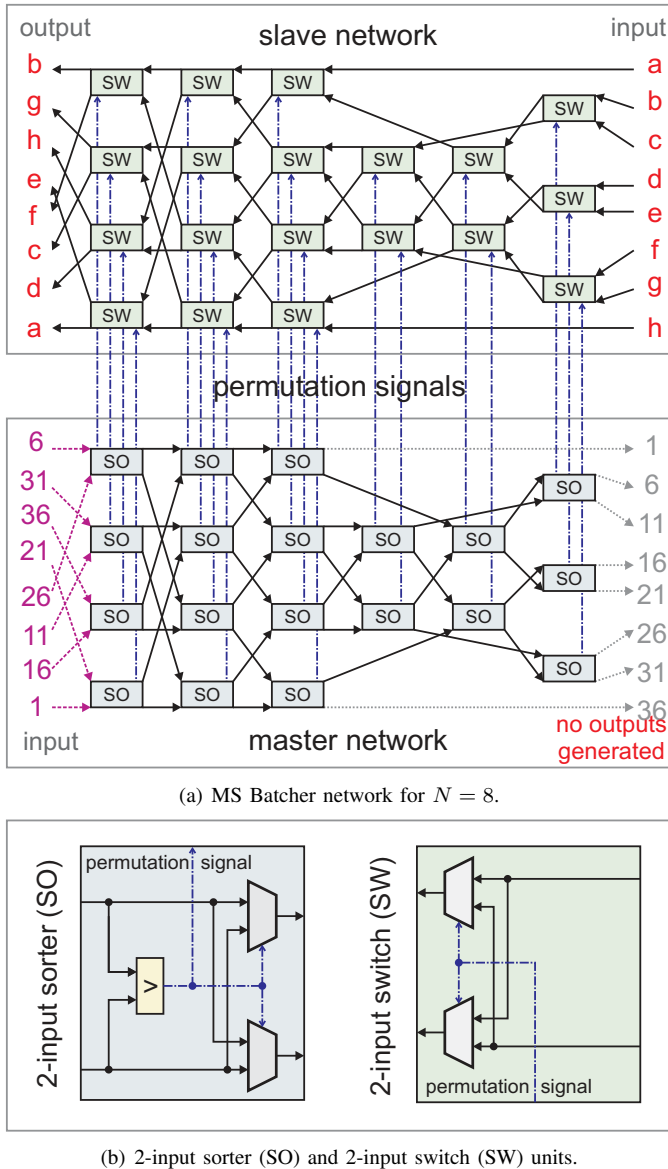 output
slave network
input
b
SW
SW
SW
a
SW
b
g
c
h
SW
SW
SW
SW
SW
e
d
SW
e
f
SW
SW
SW
SW
SW
c
f
d
SW
g
a
SW
SW
SW
h
permutation signals
6
SO
SO
SO
1
31
SO
6
36
11
21
SO
SO
SO
SO
SO
16
SO
21
26
11
SO
SO
SO
SO
SO
26
16
SO
31
1
SO
SO
SO
36
input
master network
no outputs
generated
(a) MS Batcher network for N = 8.
2-input sorter (SO)
permutation signal
>
2-input switch (SW)
permutation signal
(b) 2-input sorter (SO) and 2-input switch (SW) units.